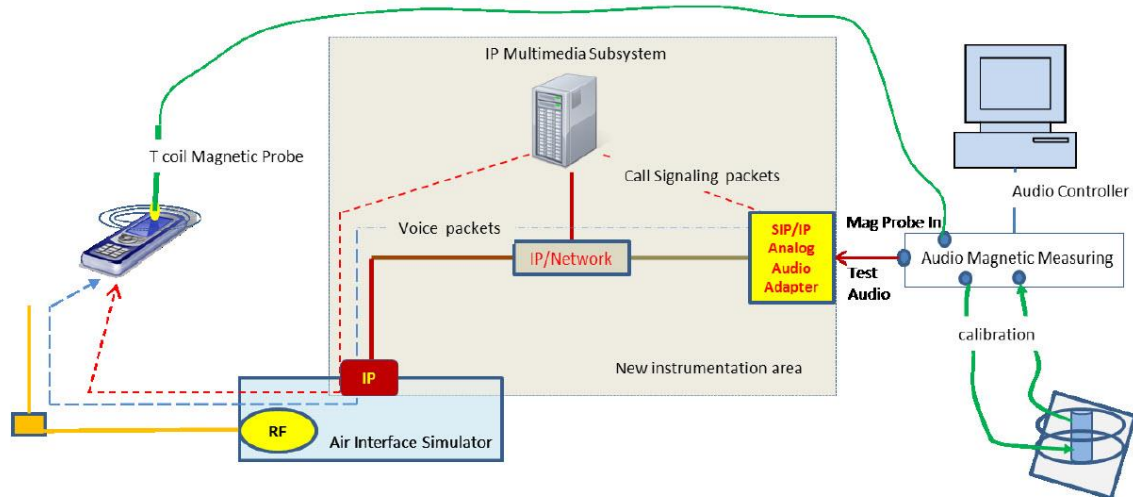 IP Multimedia Subsystem
T coil Magnetic Probe
Call Signaling packets
Audio Controller
Mag Probe In
Voice packets
SIP/IP
Analog
Audio
Adapter
IP/Network
Audio Magnetic Measuring
Test
Audio
calibration
New instrumentation area
IP
RF
Air Interface Simulator